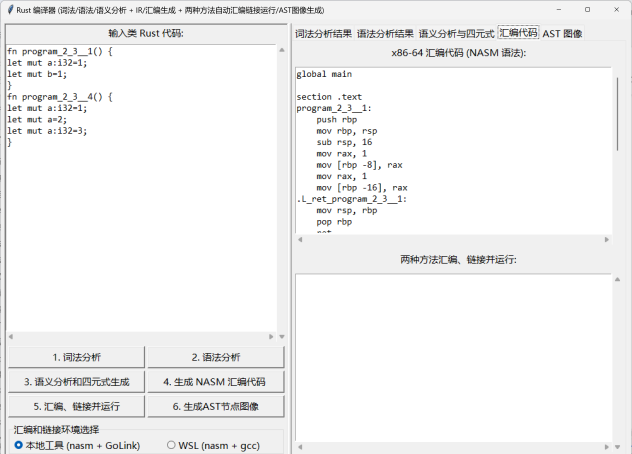 Rust 编译器 (词法/语法/语义分析 + IR/汇编生成 + 两种方法自动汇编链接运行/AST图像生成)
输入类 Rust 代码:
fn program_2_3__1() {
let mut a:i32=1;
let mut b=1;
}
fn program_2_3__4() {
let mut a:i32=1;
let mut a=2;
let mut a:i32=3;
}
1. 词法分析
2. 语法分析
3. 语义分析和四元式生成
4. 生成 NASM 汇编代码
5. 汇编、链接并运行
6. 生成AST节点图像
汇编和链接环境选择
本地工具 (nasm + GoLink)
WSL (nasm + gcc)
词法分析结果 语法分析结果 语义分析与四元式 汇编代码 AST 图像
x86-64 汇编代码 (NASM 语法):
global main
section .text
program_2_3__1:
push rbp
mov rbp, rsp
sub rsp, 16
mov rax, 1
mov [rbp -8], rax
mov rax, 1
mov [rbp -16], rax
.L_ret_program_2_3__1:
mov rsp, rbp
pop rbp
ret
两种方法汇编、链接并运行: